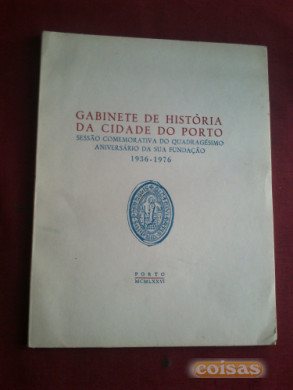 GABINETE DE HISTÓRIA
DA CIDADE DO PORTO
SESSÃO COMEMORATIVA DO QUADRAGÉSIMO
ANIVERSÁRIO DA SUA FUNDAÇÃO
1936-1976
PORTO
MCMLXXVI
coisas